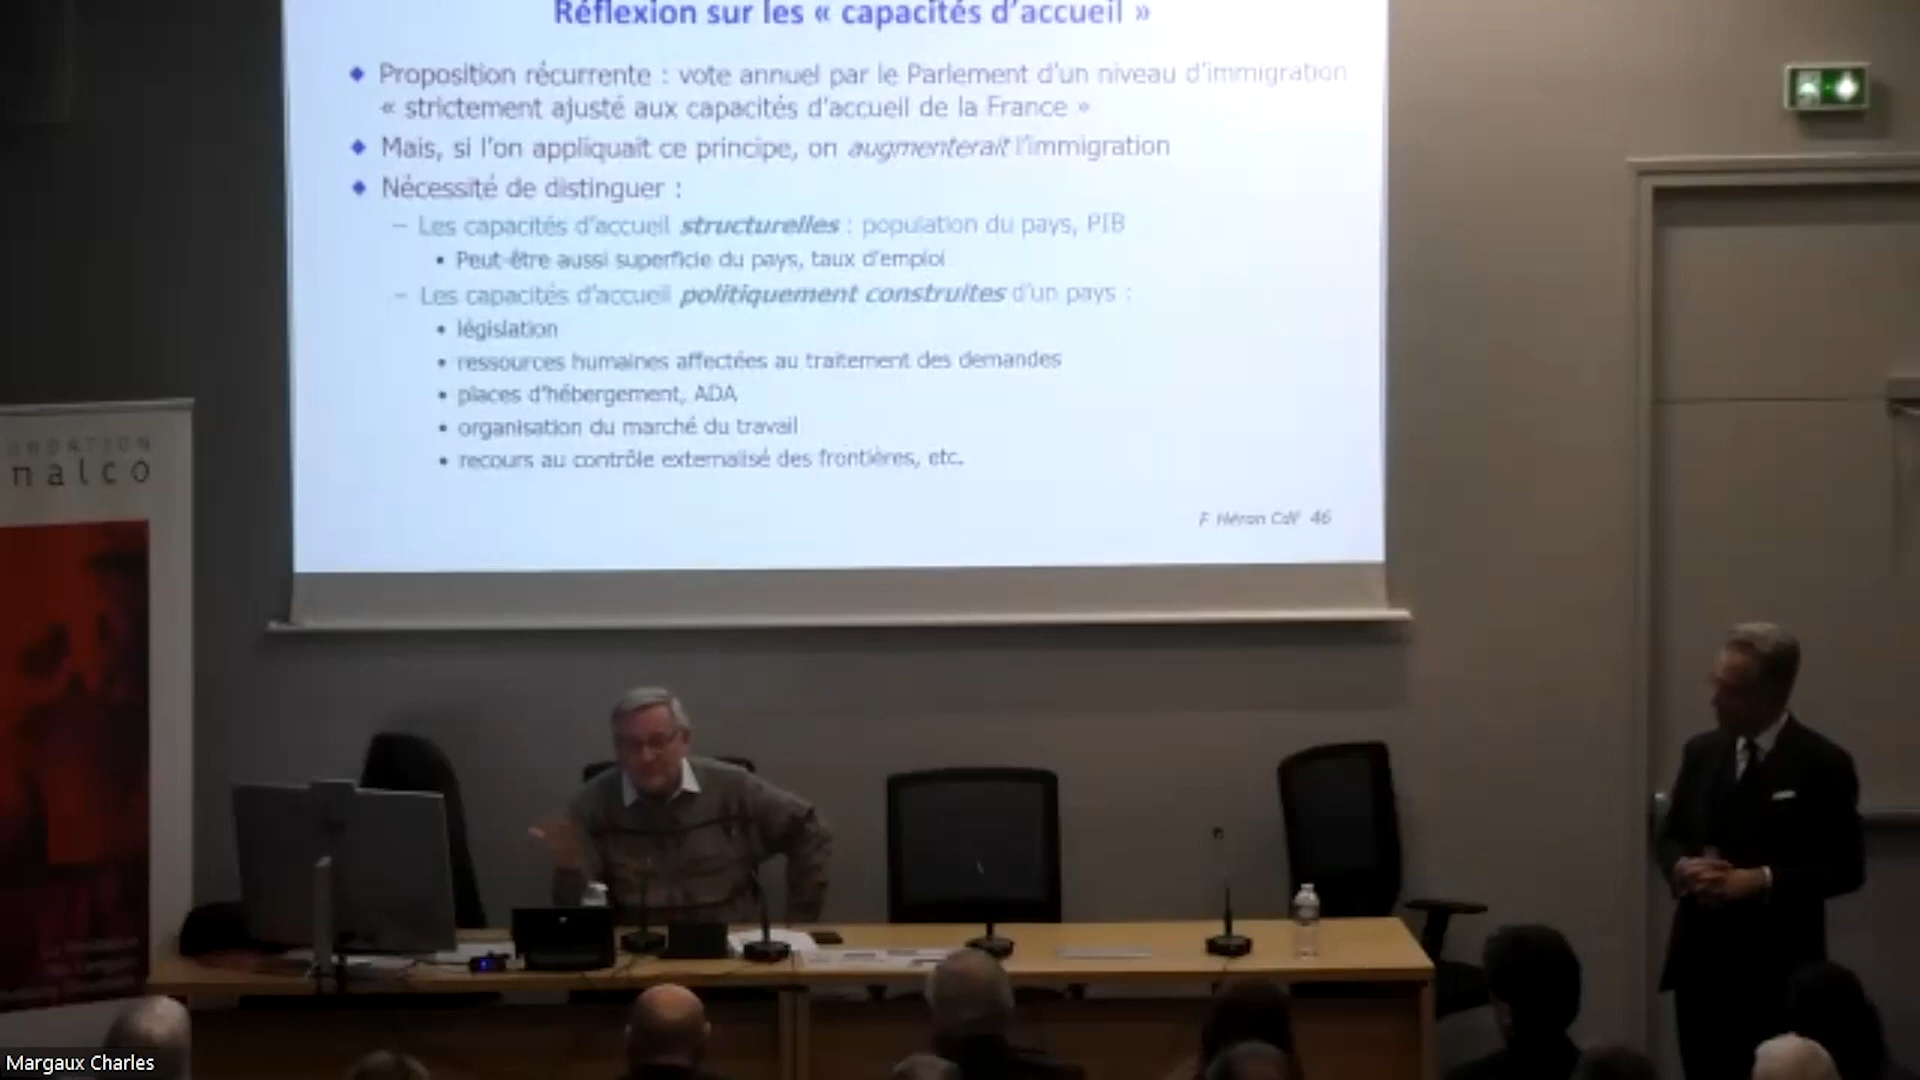 Réflexion sur les « capacités d'accueil »
Proposition récurrente : vote annuel par le Parlement d'un niveau d'immigration
« strictement ajusté aux capacités d'accueil de la France »
Mais, si l'on appliquait ce principe, on augmenterait l'immigration
Nécessité de distinguer :
– Les capacités d'accueil structurelles : population du pays, PIB
• Peut-être aussi superficie du pays, taux d'emploi
– Les capacités d'accueil politiquement construites d'un pays :
• législation
• ressources humaines affectées au traitement des demandes
• places d'hébergement, ADA
• organisation du marché du travail
• recours au contrôle externalisé des frontières, etc.
F Héran CdF 46
ONDATION
nalco
Margaux Charles